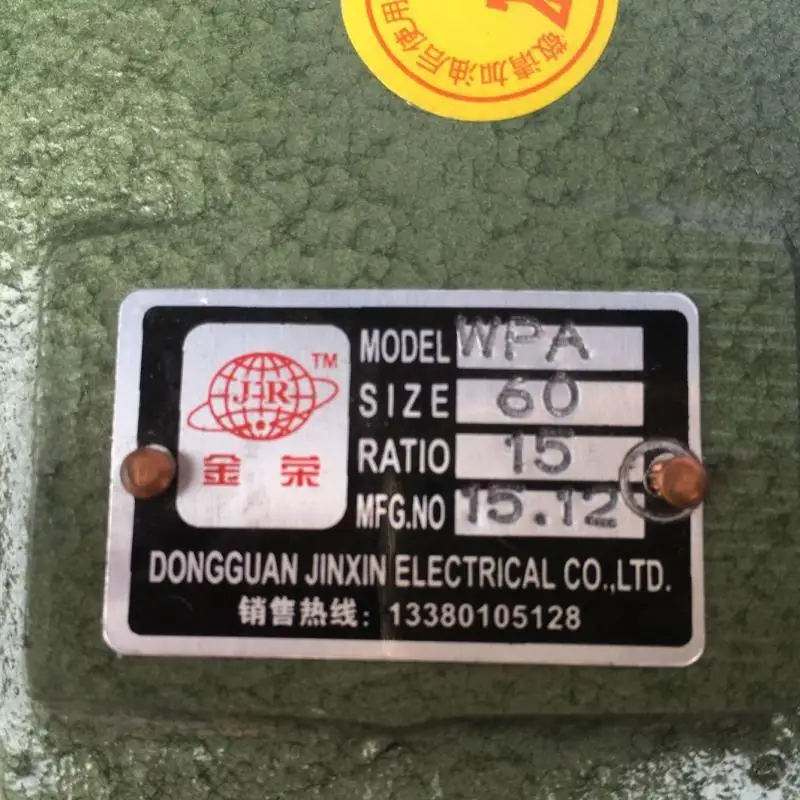 敬请加油后使用
MODEL WPA
SIZE 60
RATIO 15
MFG.NO 15.12
J·R TM
金荣
DONGGUAN JINXIN ELECTRICAL CO.,LTD.
销售热线：13380105128